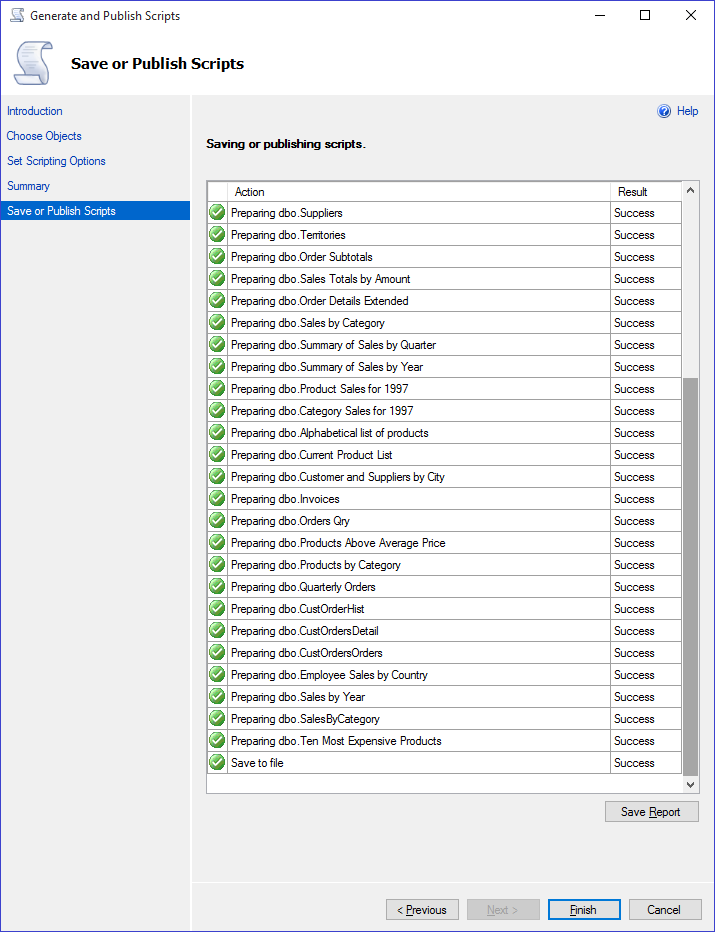 Generate and Publish Scripts
Save or Publish Scripts
Introduction
Choose Objects
Set Scripting Options
Summary
Save or Publish Scripts
Help
Saving or publishing scripts.
Action Result
Preparing dbo.Suppliers Success
Preparing dbo.Territories Success
Preparing dbo.Order Subtotals Success
Preparing dbo.Sales Totals by Amount Success
Preparing dbo.Order Details Extended Success
Preparing dbo.Sales by Category Success
Preparing dbo.Summary of Sales by Quarter Success
Preparing dbo.Summary of Sales by Year Success
Preparing dbo.Product Sales for 1997 Success
Preparing dbo.Category Sales for 1997 Success
Preparing dbo.Alphabetical list of products Success
Preparing dbo.Current Product List Success
Preparing dbo.Customer and Suppliers by City Success
Preparing dbo.Invoices Success
Preparing dbo.Orders Qry Success
Preparing dbo.Products Above Average Price Success
Preparing dbo.Products by Category Success
Preparing dbo.Quarterly Orders Success
Preparing dbo.CustOrderHist Success
Preparing dbo.CustOrdersDetail Success
Preparing dbo.CustOrdersOrders Success
Preparing dbo.Employee Sales by Country Success
Preparing dbo.Sales by Year Success
Preparing dbo.SalesByCategory Success
Preparing dbo.Ten Most Expensive Products Success
Save to file Success
Save Report
< Previous Next > Finish Cancel